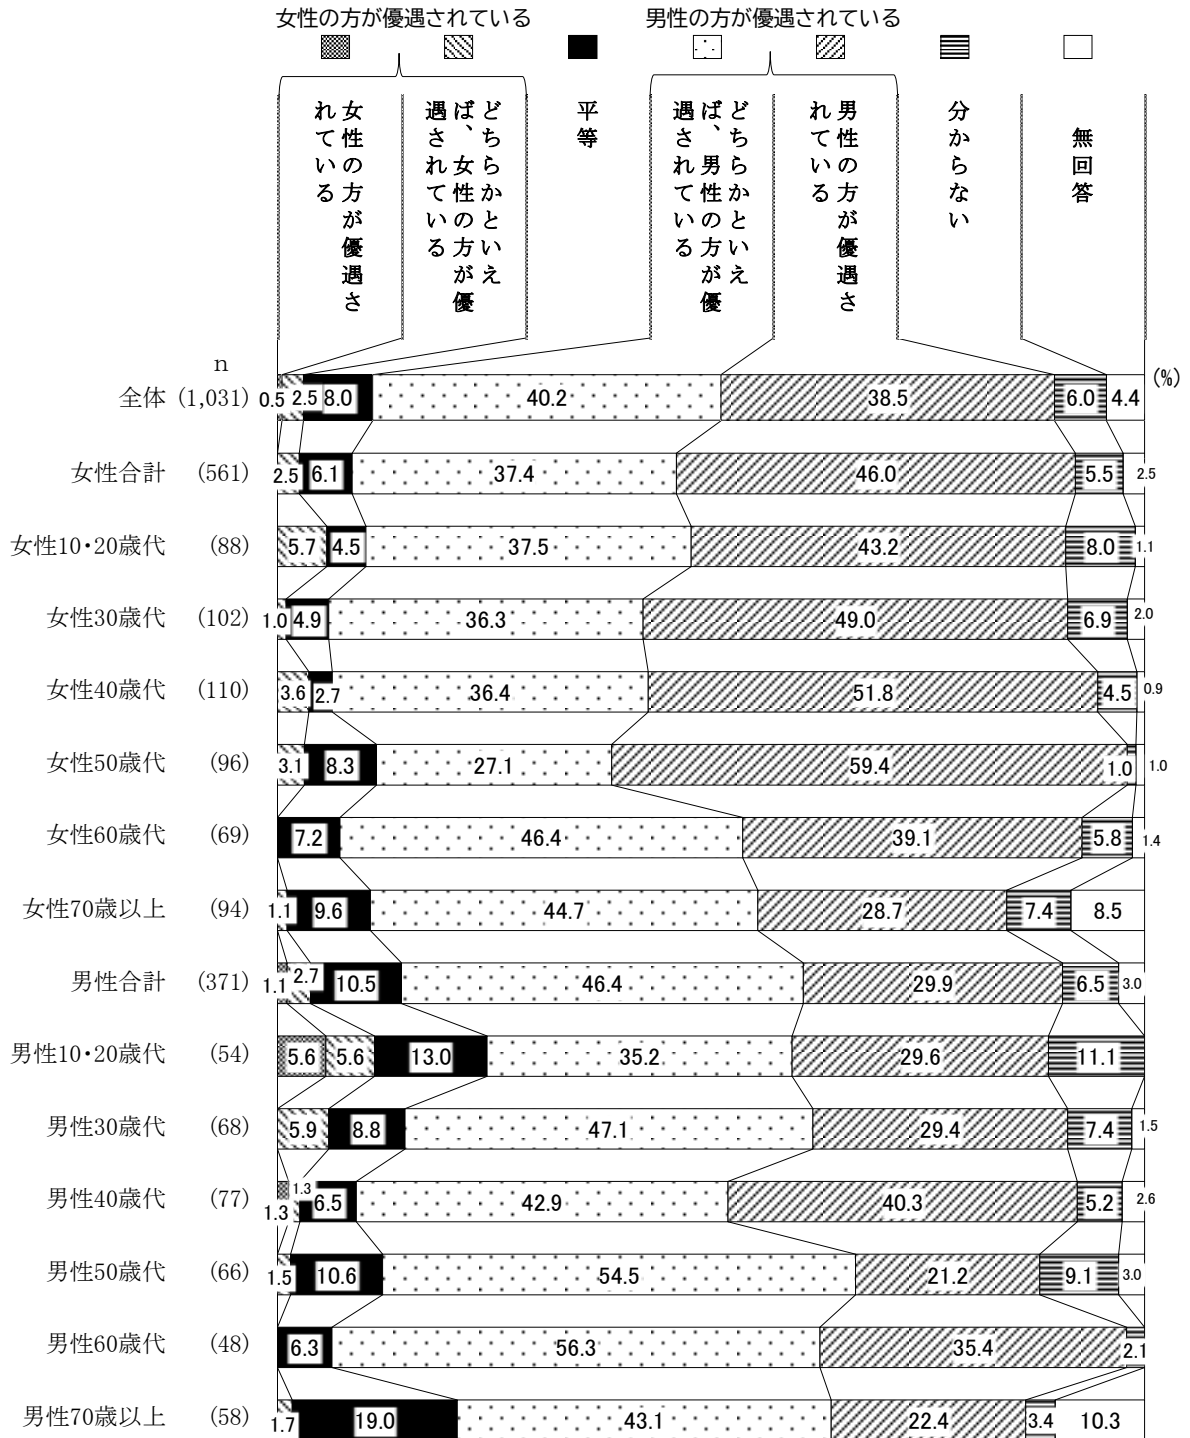 女性の方が優遇されている 男性の方が優遇されている
女性の方が優遇さ
れている
どちらかといえ
ば、女性の方が優
遇されている
平等
どちらかといえ
ば、男性の方が優
遇されている
男性の方が優遇さ
れている
分からない
無回答
n
(%)
全体 (1,031) 0.5 2.5 8.0 40.2 38.5 6.0 4.4
女性合計 (561) 2.5 6.1 37.4 46.0 5.5 2.5
女性10・20歳代 (88) 5.7 4.5 37.5 43.2 8.0 1.1
女性30歳代 (102) 1.0 4.9 36.3 49.0 6.9 2.0
女性40歳代 (110) 3.6 2.7 36.4 51.8 4.5 0.9
女性50歳代 (96) 3.1 8.3 27.1 59.4 1.0 1.0
女性60歳代 (69) 7.2 46.4 39.1 5.8 1.4
女性70歳以上 (94) 1.1 9.6 44.7 28.7 7.4 8.5
男性合計 (371) 1.1 2.7 10.5 46.4 29.9 6.5 3.0
男性10・20歳代 (54) 5.6 5.6 13.0 35.2 29.6 11.1
男性30歳代 (68) 5.9 8.8 47.1 29.4 7.4 1.5
男性40歳代 (77) 1.3 1.3 6.5 42.9 40.3 5.2 2.6
男性50歳代 (66) 1.5 10.6 54.5 21.2 9.1 3.0
男性60歳代 (48) 6.3 56.3 35.4 2.1
男性70歳以上 (58) 1.7 19.0 43.1 22.4 3.4 10.3